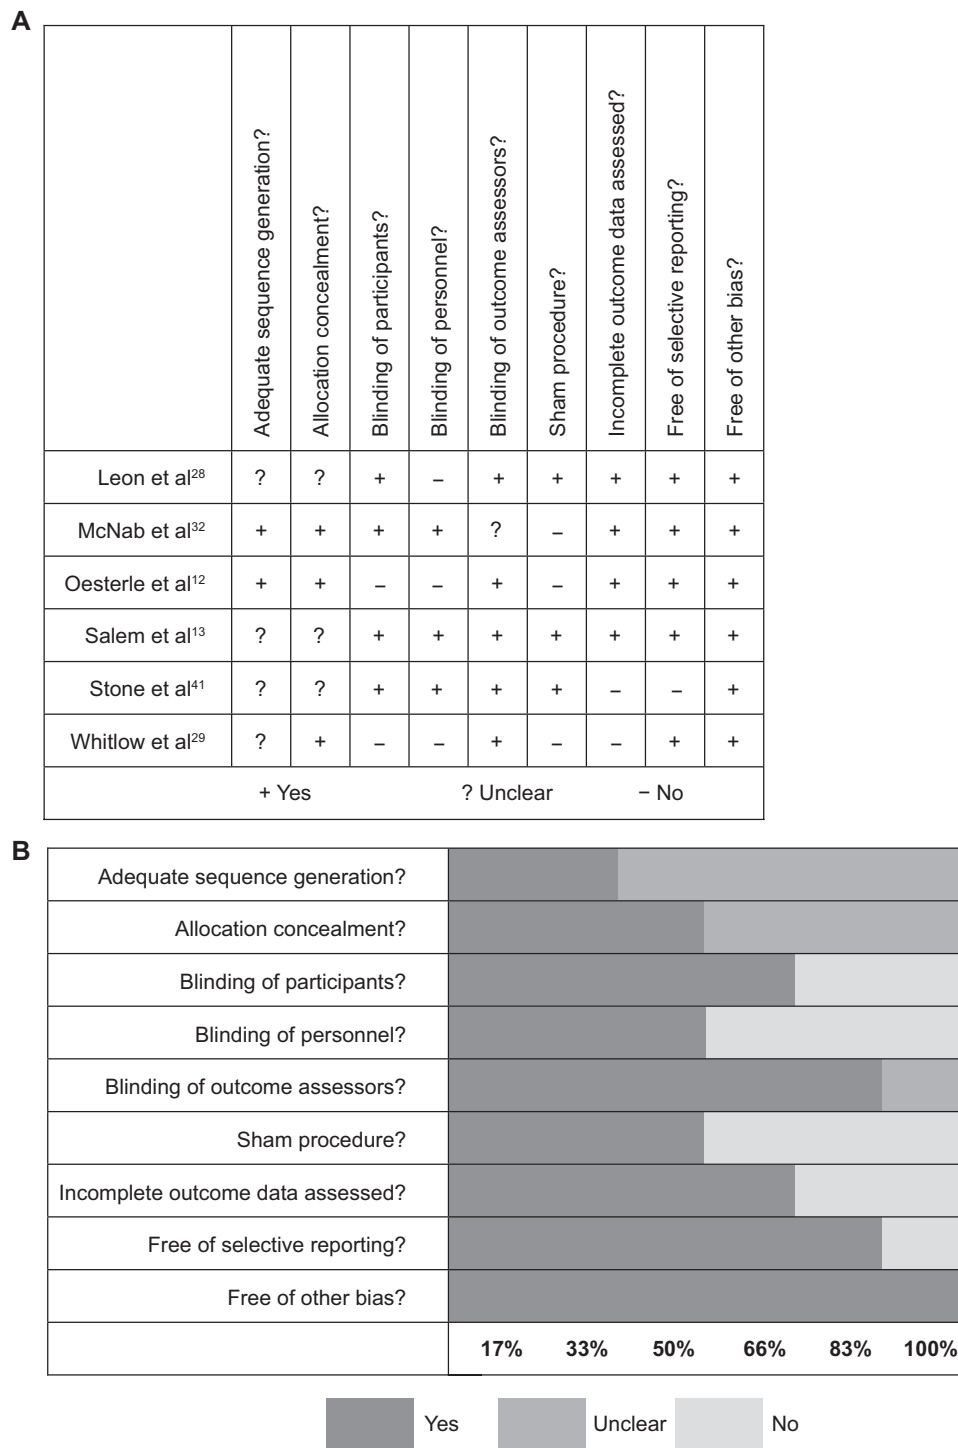 A
Adequate sequence generation?
Allocation concealment?
Blinding of participants?
Blinding of personnel?
Blinding of outcome assessors?
Sham procedure?
Incomplete outcome data assessed?
Free of selective reporting?
Free of other bias?
Leon et al28 ? ? + − + + + + +
McNab et al32 + + + + ? − + + +
Oesterle et al12 + + − − + − + + +
Salem et al13 ? ? + + + + + + +
Stone et al41 ? ? + + + + − − +
Whitlow et al29 ? + − − + − − + +
+ Yes ? Unclear − No
B
Adequate sequence generation?
Allocation concealment?
Blinding of participants?
Blinding of personnel?
Blinding of outcome assessors?
Sham procedure?
Incomplete outcome data assessed?
Free of selective reporting?
Free of other bias?
17% 33% 50% 66% 83% 100%
Yes Unclear No